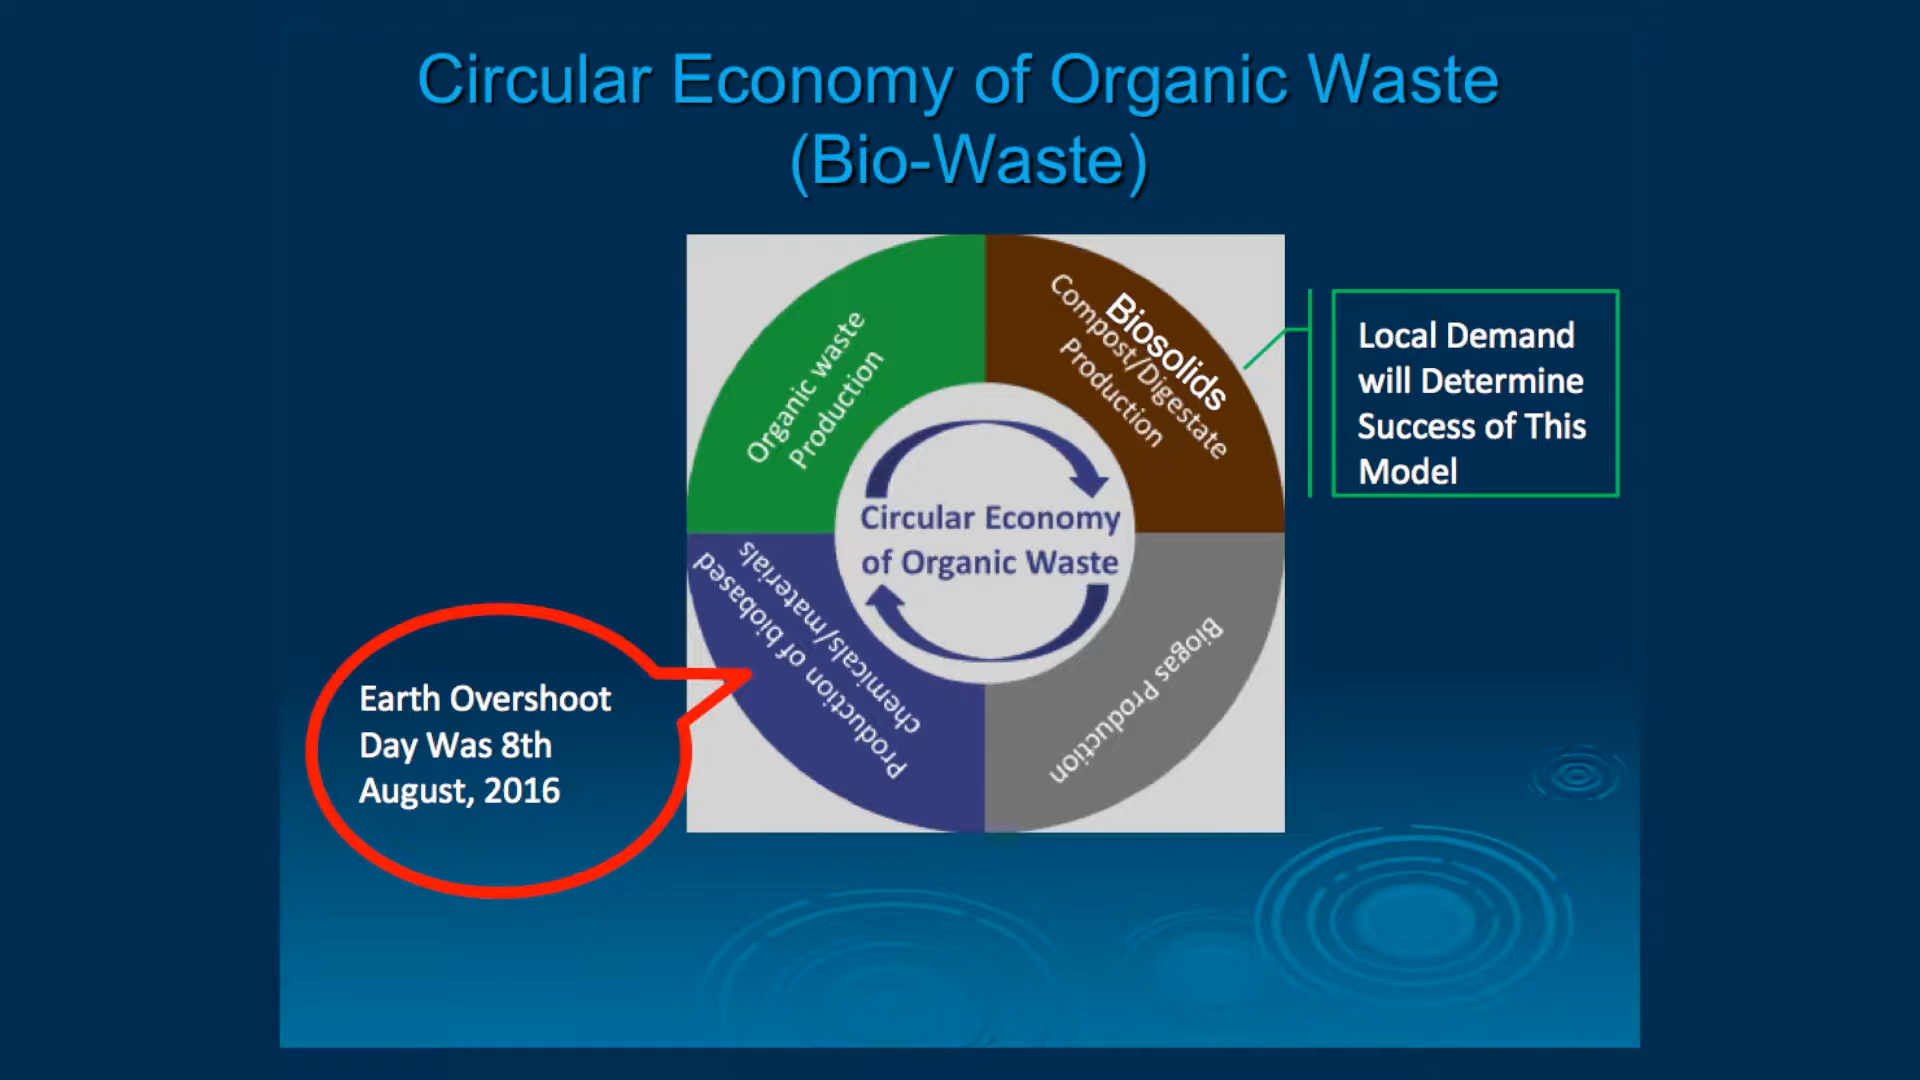 Circular Economy of Organic Waste
(Bio-Waste)
Organic waste
Production
Biosolids
Compost/Digestate
Production
Local Demand
will Determine
Success of This
Model
Circular Economy
of Organic Waste
Production of biobased
chemicals/materials
Biogas Production
Earth Overshoot
Day Was 8th
August, 2016